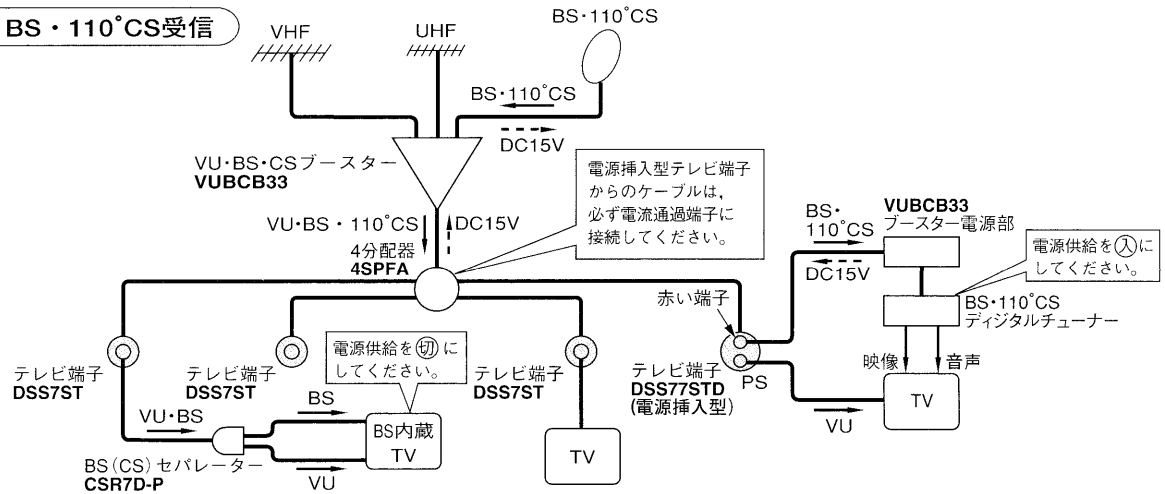 BS・110°CS受信
VHF
UHF
BS・110°CS
BS・110°CS
DC15V
VU・BS・CSブースター
VUBCB33
電源挿入型テレビ端子
からのケーブルは,
必ず電流通過端子に
接続してください。
VU・BS・110°CS
DC15V
4分配器
4SPFA
BS・
110°CS
DC15V
VUBCB33
ブースター電源部
電源供給を入に
してください。
BS・110°CS
ディジタルチューナー
赤い端子
映像
音声
テレビ端子
DSS7ST
テレビ端子
DSS7ST
電源供給を切に
してください。
テレビ端子
DSS7ST
テレビ端子
DSS77STD
(電源挿入型)
PS
TV
VU
VU・BS
BS
BS内蔵
TV
TV
BS(CS)セパレーター
CSR7D-P
VU